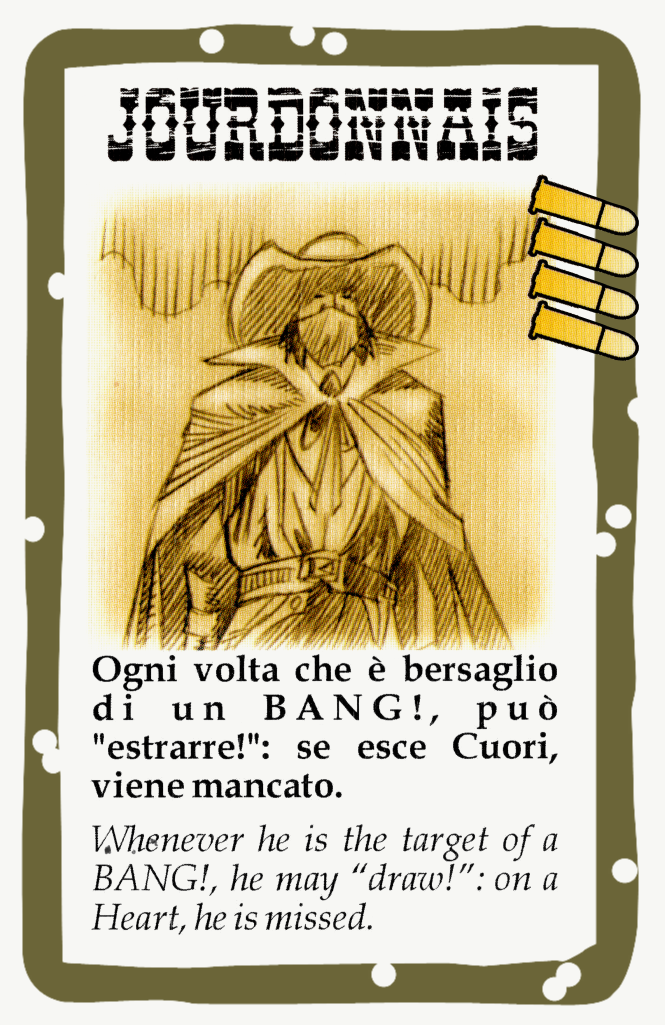 JOURDONNAIS
Ogni volta che è bersaglio
di un BANG!, può
"estrarre!": se esce Cuori,
viene mancato.
Whenever he is the target of a
BANG!, he may “draw!”: on a
Heart, he is missed.